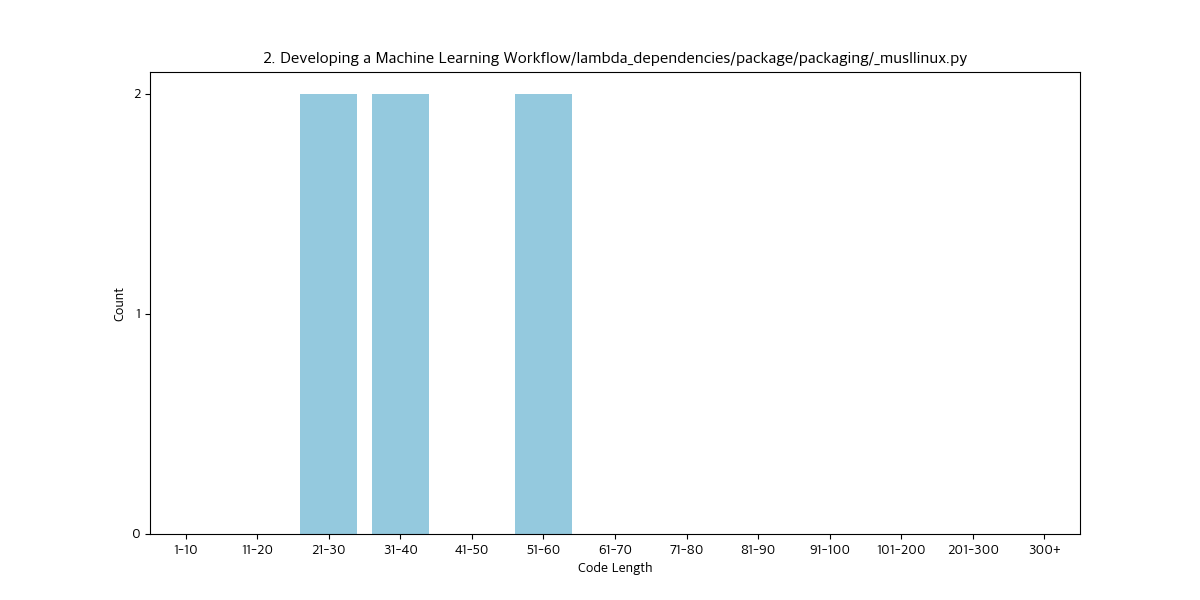 2. Developing a Machine Learning Workflow/lambda_dependencies/package/packaging/_musllinux.py
Count
2
1
0
1-10 11-20 21-30 31-40 41-50 51-60 61-70 71-80 81-90 91-100 101-200 201-300 300+
Code Length